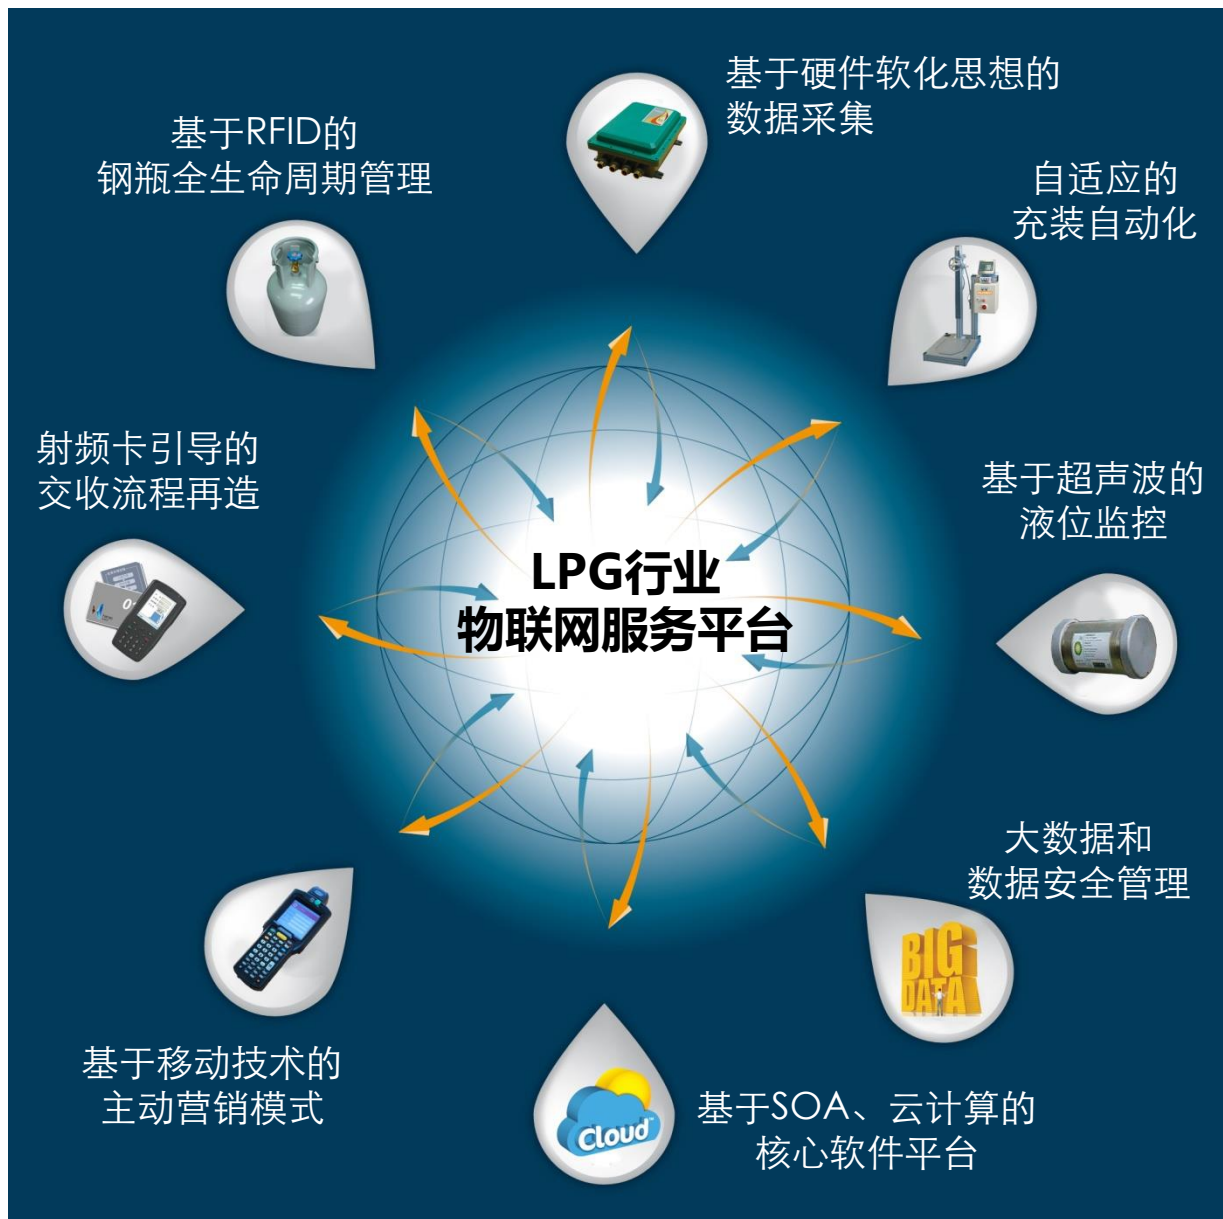 基于硬件软化思想的
数据采集
基于RFID的
钢瓶全生命周期管理
自适应的
充装自动化
射频卡引导的
交收流程再造
基于超声波的
液位监控
LPG行业
物联网服务平台
大数据和
数据安全管理
BIG
DATA
基于移动技术的
主动营销模式
Cloud
基于SOA、云计算的
核心软件平台